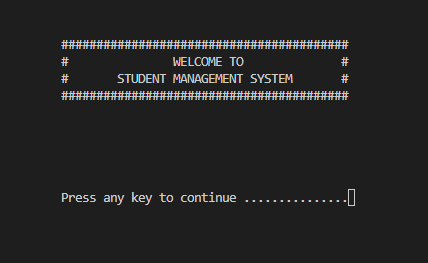 #########################################
#               WELCOME TO              #
#       STUDENT MANAGEMENT SYSTEM       #
#########################################
Press any key to continue ...............